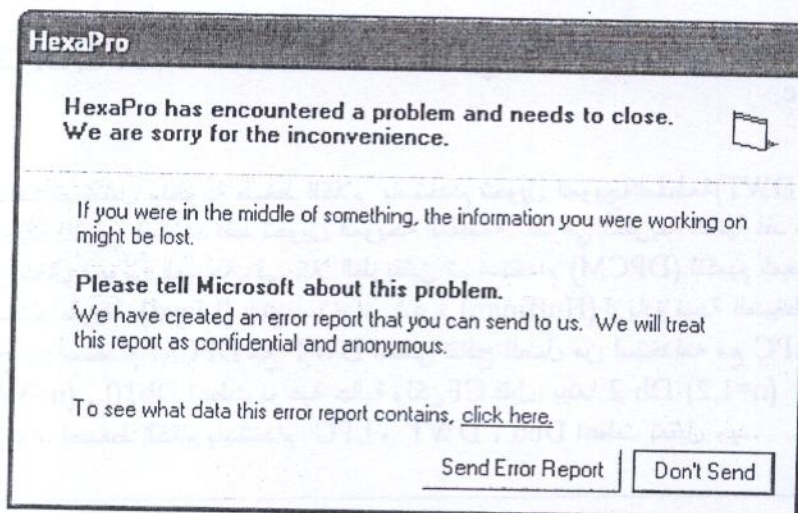 HexaPro
HexaPro has encountered a problem and needs to close.
We are sorry for the inconvenience.
If you were in the middle of something, the information you were working on
might be lost.
Please tell Microsoft about this problem.
We have created an error report that you can send to us. We will treat
this report as confidential and anonymous.
To see what data this error report contains, click here.
Send Error Report
Don't Send